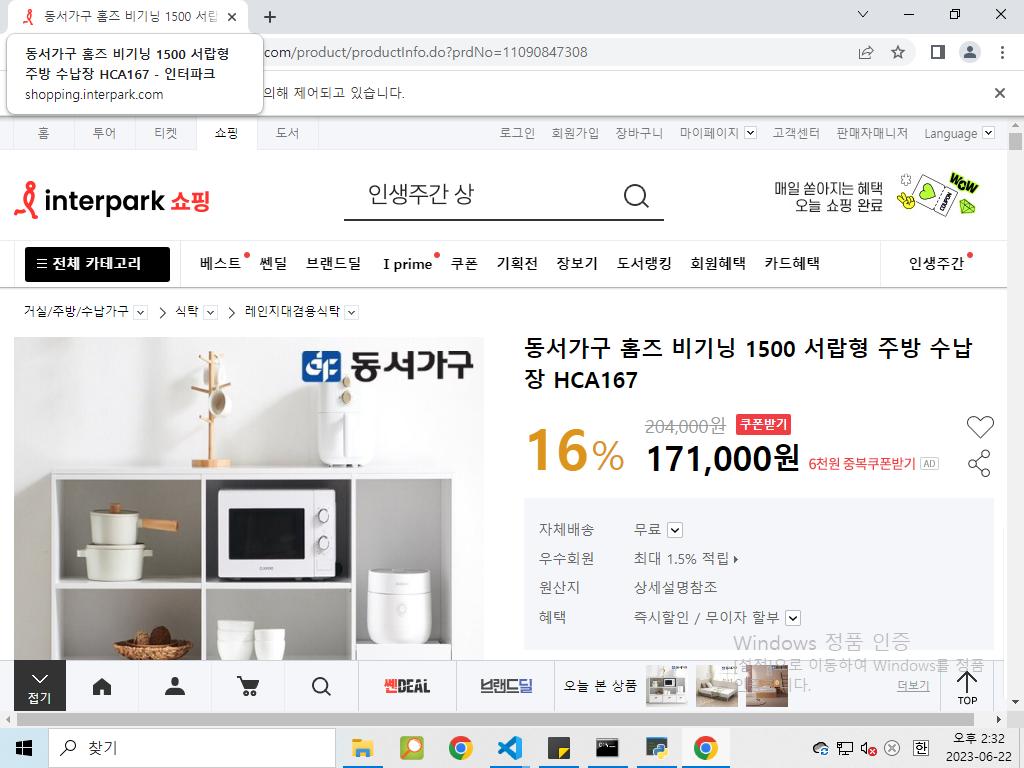 동서가구 홈즈 비기닝 1500 서랍
동서가구 홈즈 비기닝 1500 서랍형
주방 수납장 HCA167 - 인터파크
shopping.interpark.com
com/product/productInfo.do?prdNo=11090847308
의해 제어되고 있습니다.
홈 투어 티켓 쇼핑 도서 로그인 회원가입 장바구니 마이페이지 고객센터 판매자매니저 Language
interpark 쇼핑
인생주간 상
매일 쏟아지는 혜택
오늘 쇼핑 완료
WOW
COUPON
전체 카테고리 베스트 쎈딜 브랜드딜 I prime 쿠폰 기획전 장보기 도서랭킹 회원혜택 카드혜택 인생주간
거실/주방/수납가구 > 식탁 > 레인지대겸용식탁
동서가구
동서가구 홈즈 비기닝 1500 서랍형 주방 수납
장 HCA167
204,000원 쿠폰받기
16% 171,000원 6천원 중복쿠폰받기 AD
자체배송 무료
우수회원 최대 1.5% 적립
원산지 상세설명참조
혜택 즉시할인 / 무이자 할부
Windows 정품 인증
[설정]으로 이동하여 Windows를 정품
접기
쎈DEAL
브랜드딜
오늘 본 상품
더보기
TOP
찾기
한
오후 2:32
2023-06-22